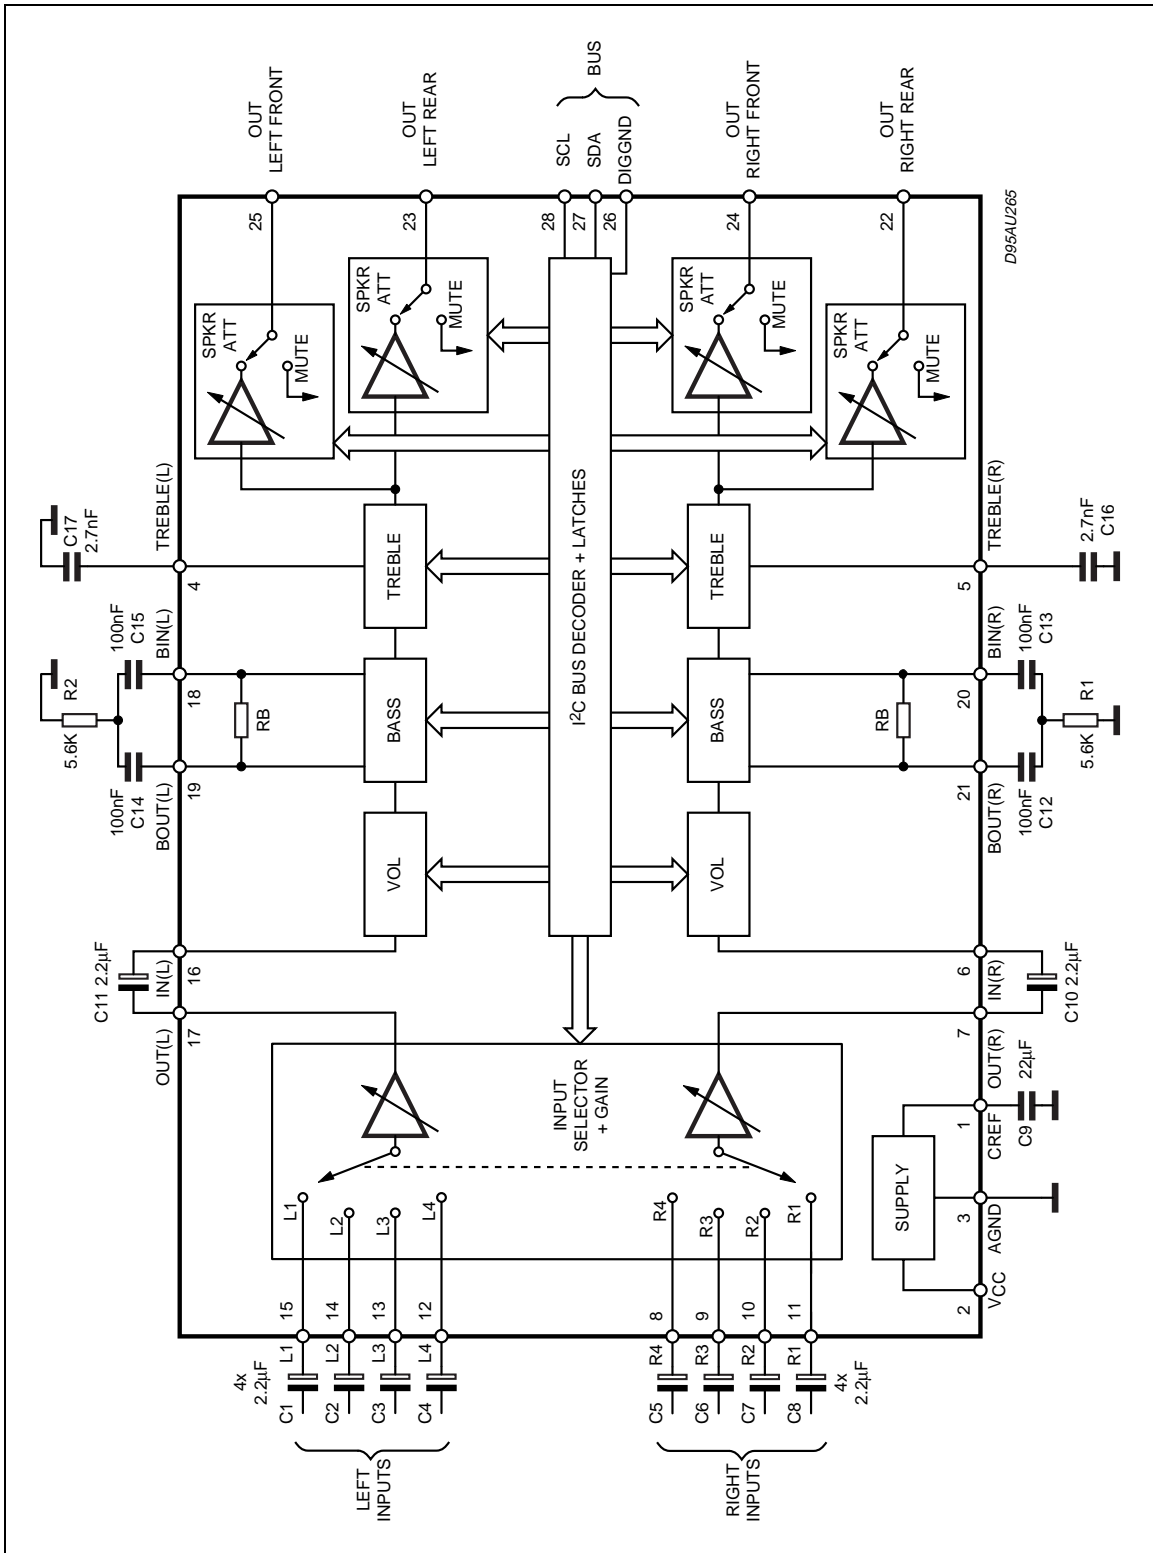 4x
2.2µF
LEFT
INPUTS
C1
L1
15
L1
C2
L2
14
L2
C3
L3
13
L3
C4
L4
12
L4
RIGHT
INPUTS
C5
R4
8
R4
C6
R3
9
R3
C7
R2
10
R2
C8
R1
11
R1
4x
2.2µF
INPUT
SELECTOR
+ GAIN
OUT(L)
17
C11 2.2µF
IN(L)
16
VOL
100nF
C14
BOUT(L)
19
5.6K
R2
100nF
C15
BIN(L)
18
RB
BASS
C17
2.7nF
TREBLE(L)
4
TREBLE
SPKR
ATT
MUTE
25
OUT
LEFT FRONT
SPKR
ATT
MUTE
23
OUT
LEFT REAR
I2C BUS DECODER + LATCHES
28
SCL
27
SDA
26
DIGGND
BUS
SUPPLY
2
VCC
3
AGND
1
CREF
C9
22µF
7
OUT(R)
C10 2.2µF
6
IN(R)
VOL
21
BOUT(R)
100nF
C12
5.6K
R1
20
BIN(R)
100nF
C13
RB
BASS
5
TREBLE(R)
2.7nF
C16
TREBLE
SPKR
ATT
MUTE
24
OUT
RIGHT FRONT
SPKR
ATT
MUTE
22
OUT
RIGHT REAR
D95AU265